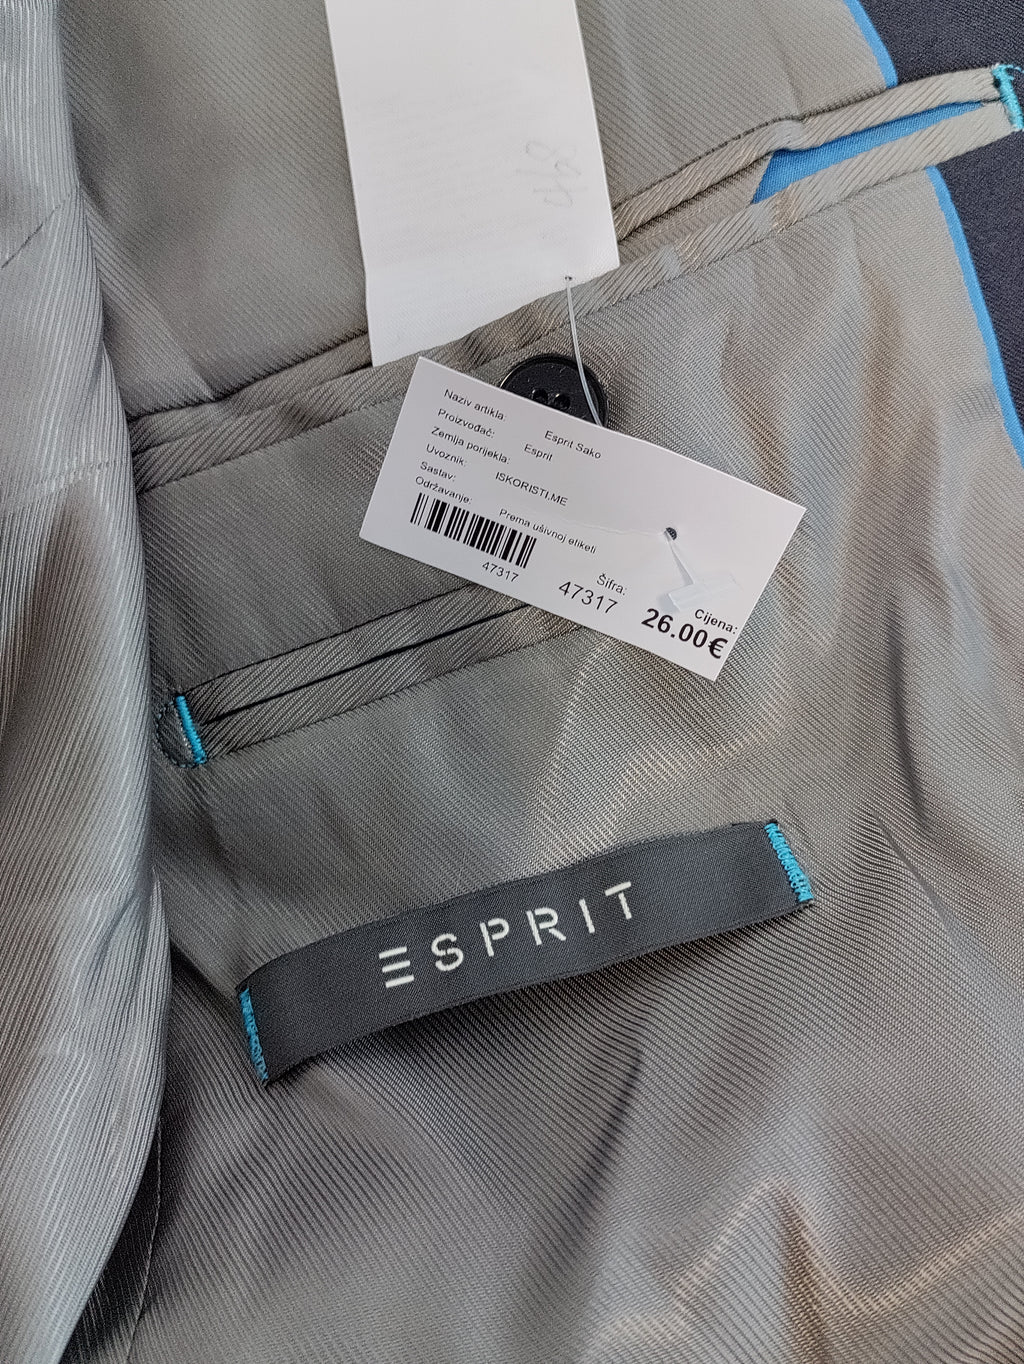 48
Naziv artikla: Esprit Sako
Proizvođač: Esprit
Zemlja porijekla:
Uvoznik: ISKORISTI.ME
Sastav:
Održavanje: Prema ušivnoj etiketi
47317
Šifra:
47317
Cijena:
26.00€
ESPRIT